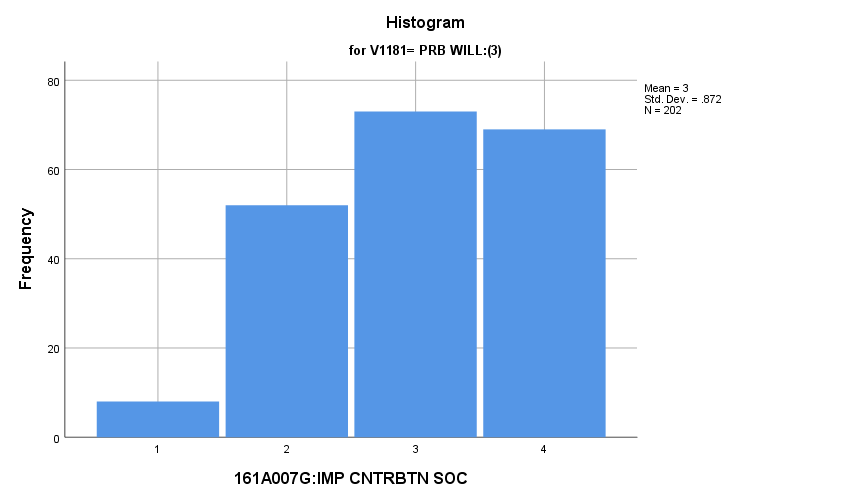 Histogram
for V1181= PRB WILL:(3)
Mean = 3
Std. Dev. = .872
N = 202
80
60
40
20
0
Frequency
1 2 3 4
161A007G:IMP CNTRBTN SOC